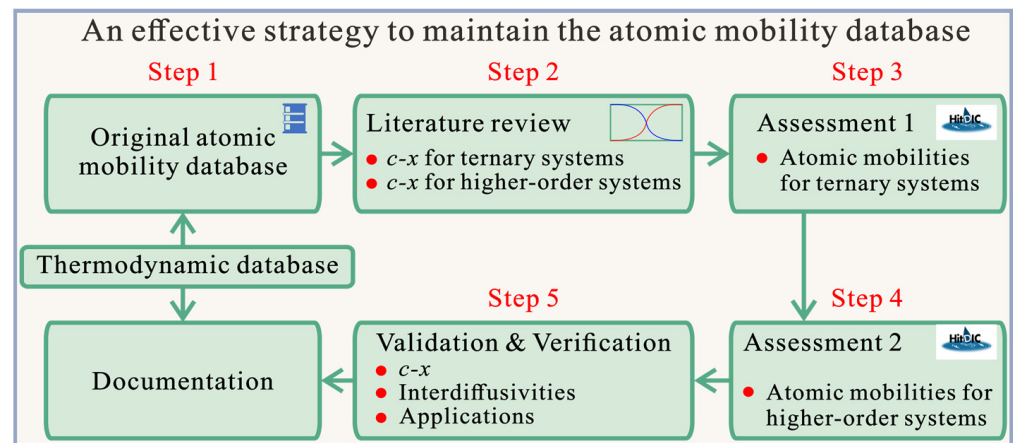 An effective strategy to maintain the atomic mobility database
Step 1
Original atomic
mobility database
Step 2
Literature review
• c-x for ternary systems
• c-x for higher-order systems
Step 3
Assessment 1
HitDIC
• Atomic mobilities
for ternary systems
Thermodynamic database
Step 4
Assessment 2
HitDIC
• Atomic mobilities for
higher-order systems
Step 5
Validation & Verification
• c-x
• Interdiffusivities
• Applications
Documentation